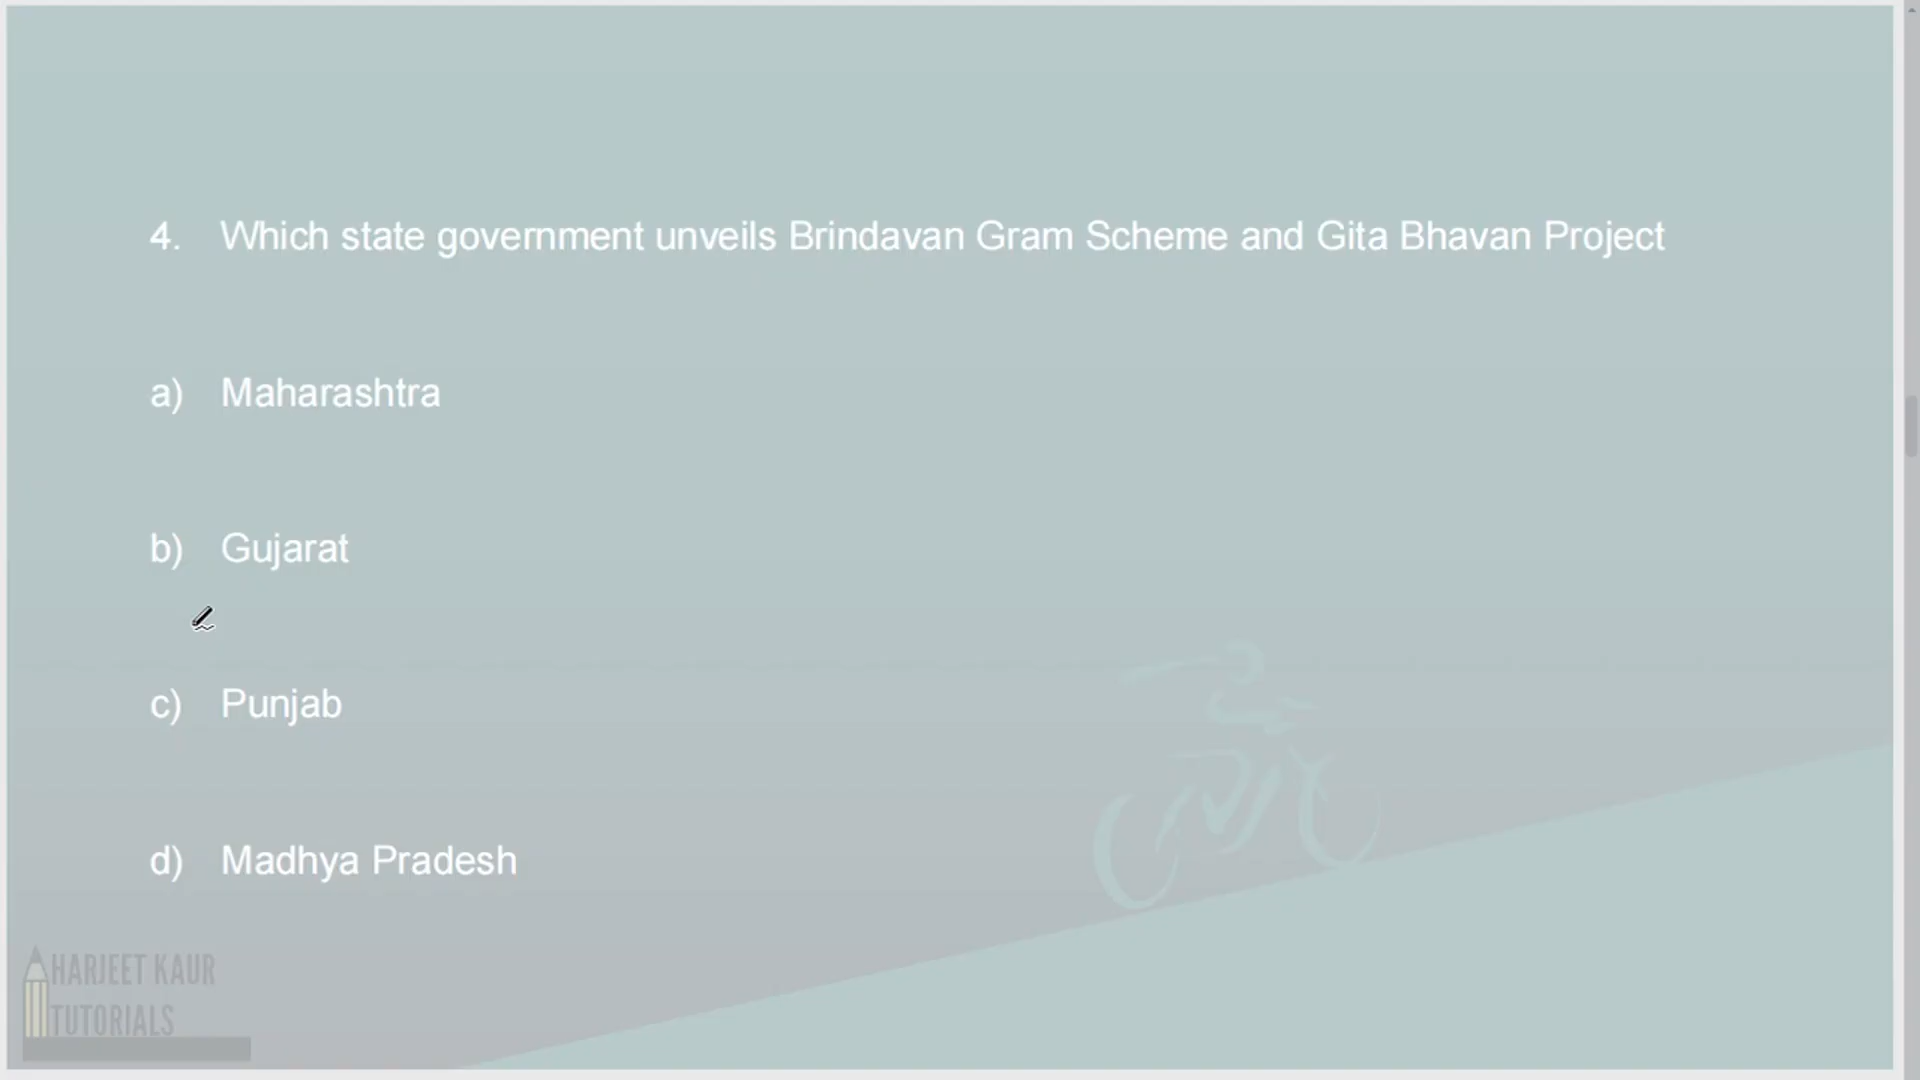 4. Which state government unveils Brindavan Gram Scheme and Gita Bhavan Project
a) Maharashtra
b) Gujarat
c) Punjab
d) Madhya Pradesh
HARJEET KAUR
TUTORIALS